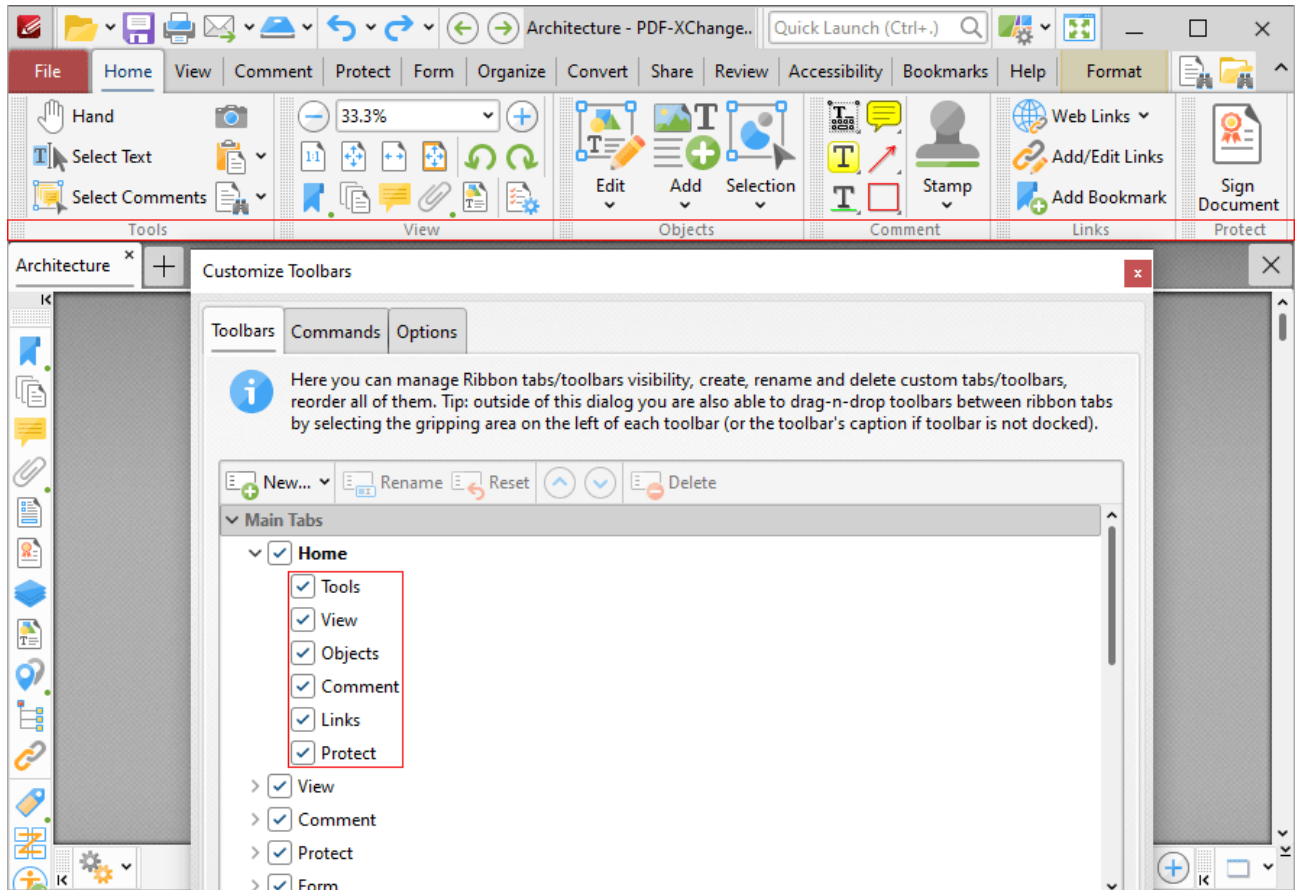 Architecture - PDF-XChange.. Quick Launch (Ctrl+.)
File Home View Comment Protect Form Organize Convert Share Review Accessibility Bookmarks Help Format
Hand 33.3% Web Links
1:1 Select Text Add/Edit Links
Select Comments Edit Add Selection Stamp Add Bookmark Sign Document
Tools View Objects Comment Links Protect
Architecture
Customize Toolbars
Toolbars Commands Options
Here you can manage Ribbon tabs/toolbars visibility, create, rename and delete custom tabs/toolbars,
reorder all of them. Tip: outside of this dialog you are also able to drag-n-drop toolbars between ribbon tabs
by selecting the gripping area on the left of each toolbar (or the toolbar's caption if toolbar is not docked).
New... Rename Reset Delete
Main Tabs
Home
Tools
View
Objects
Comment
Links
Protect
View
Comment
Protect
Form